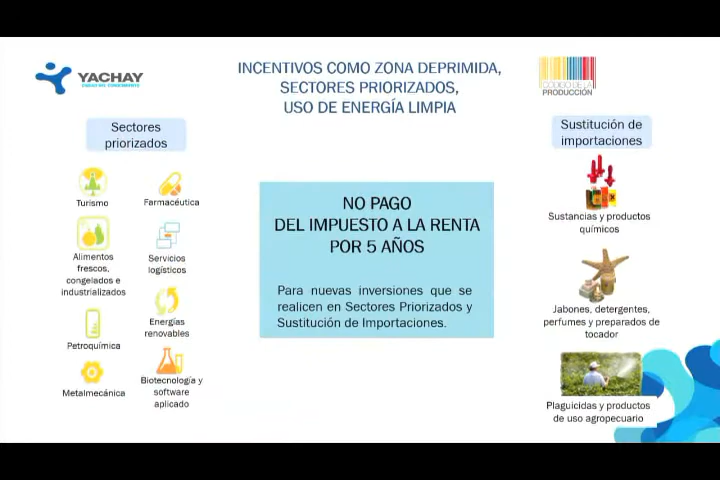 YACHAY
INCENTIVOS COMO ZONA DEPRIMIDA,
SECTORES PRIORIZADOS,
USO DE ENERGÍA LIMPIA
CÓDIGO DE LA
PRODUCCIÓN
Sectores
priorizados
Turismo
Farmacéutica
Alimentos
frescos,
congelados e
industrializados
Servicios
logísticos
Petroquímica
Energías
renovables
Metalmecánica
Biotecnología y
software
aplicado
NO PAGO
DEL IMPUESTO A LA RENTA
POR 5 AÑOS
Para nuevas inversiones que se
realicen en Sectores Priorizados y
Sustitución de Importaciones.
Sustitución de
importaciones
Sustancias y productos
químicos
Jabones, detergentes,
perfumes y preparados de
tocador
Plaguicidas y productos
de uso agropecuario